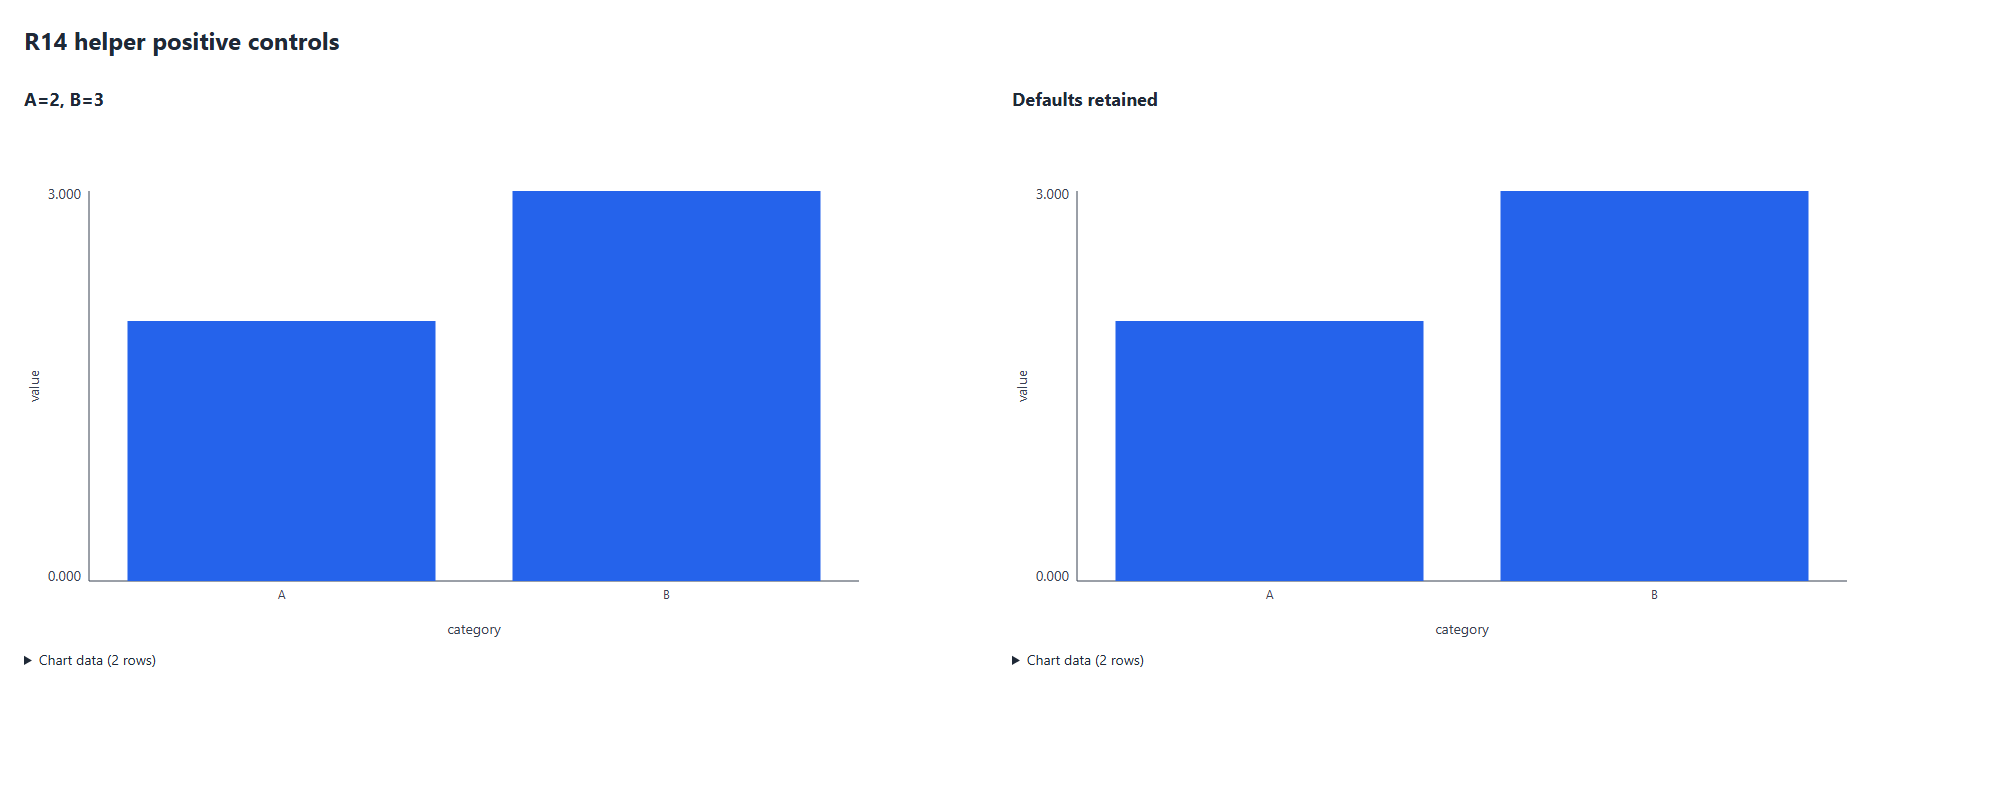 R14 helper positive controls
A=2, B=3
3.000
value
0.000
A
B
category
▶ Chart data (2 rows)
Defaults retained
3.000
value
0.000
A
B
category
▶ Chart data (2 rows)